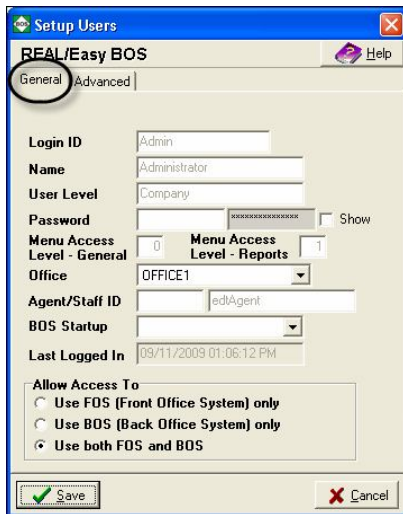 BOS Setup Users
REAL/Easy BOS
Help
General Advanced
Login ID Admin
Name Administrator
User Level Company
Password xxxxxxxxxxxxxxx Show
Menu Access Level - General 0 Menu Access Level - Reports 1
Office OFFICE1
Agent/Staff ID edtAgent
BOS Startup
Last Logged In 09/11/2009 01:06:12 PM
Allow Access To
Use FOS (Front Office System) only
Use BOS (Back Office System) only
Use both FOS and BOS
Save Cancel